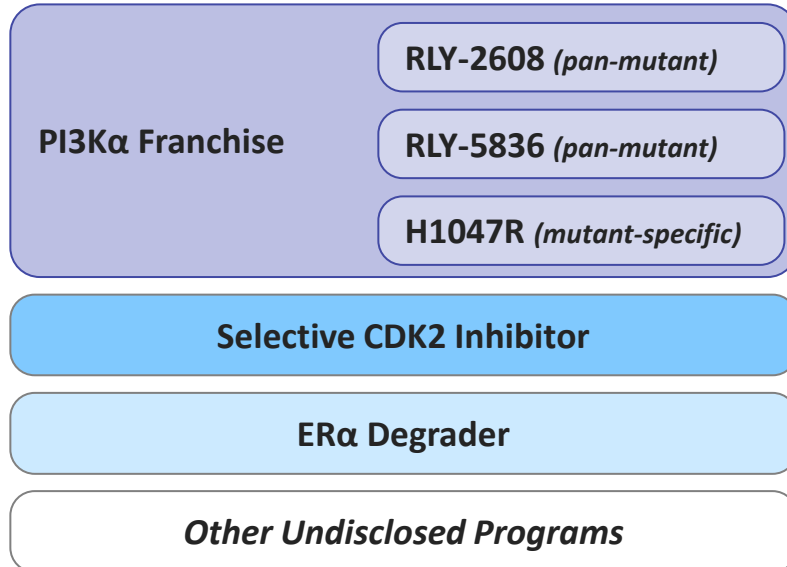 RLY-2608 (pan-mutant)
PI3Kα Franchise
RLY-5836 (pan-mutant)
H1047R (mutant-specific)
Selective CDK2 Inhibitor
ERα Degrader
Other Undisclosed Programs